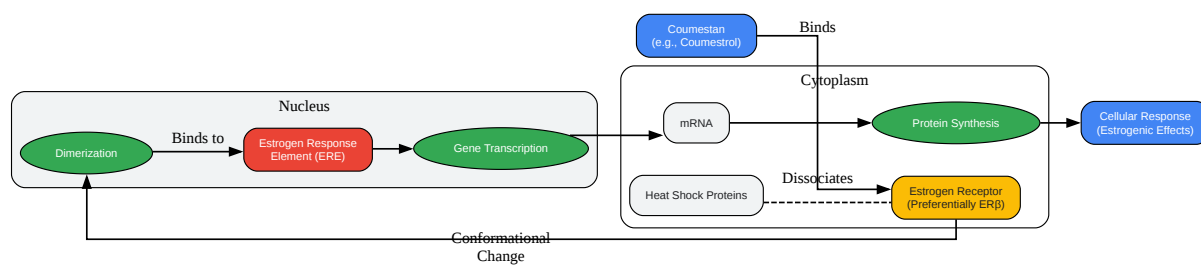 Coumestan
(e.g., Coumestrol)
Binds
Cytoplasm
Nucleus
mRNA
Protein Synthesis
Cellular Response
(Estrogenic Effects)
Dimerization
Binds to
Estrogen Response
Element (ERE)
Gene Transcription
Heat Shock Proteins
Dissociates
Estrogen Receptor
(Preferentially ERβ)
Conformational
Change